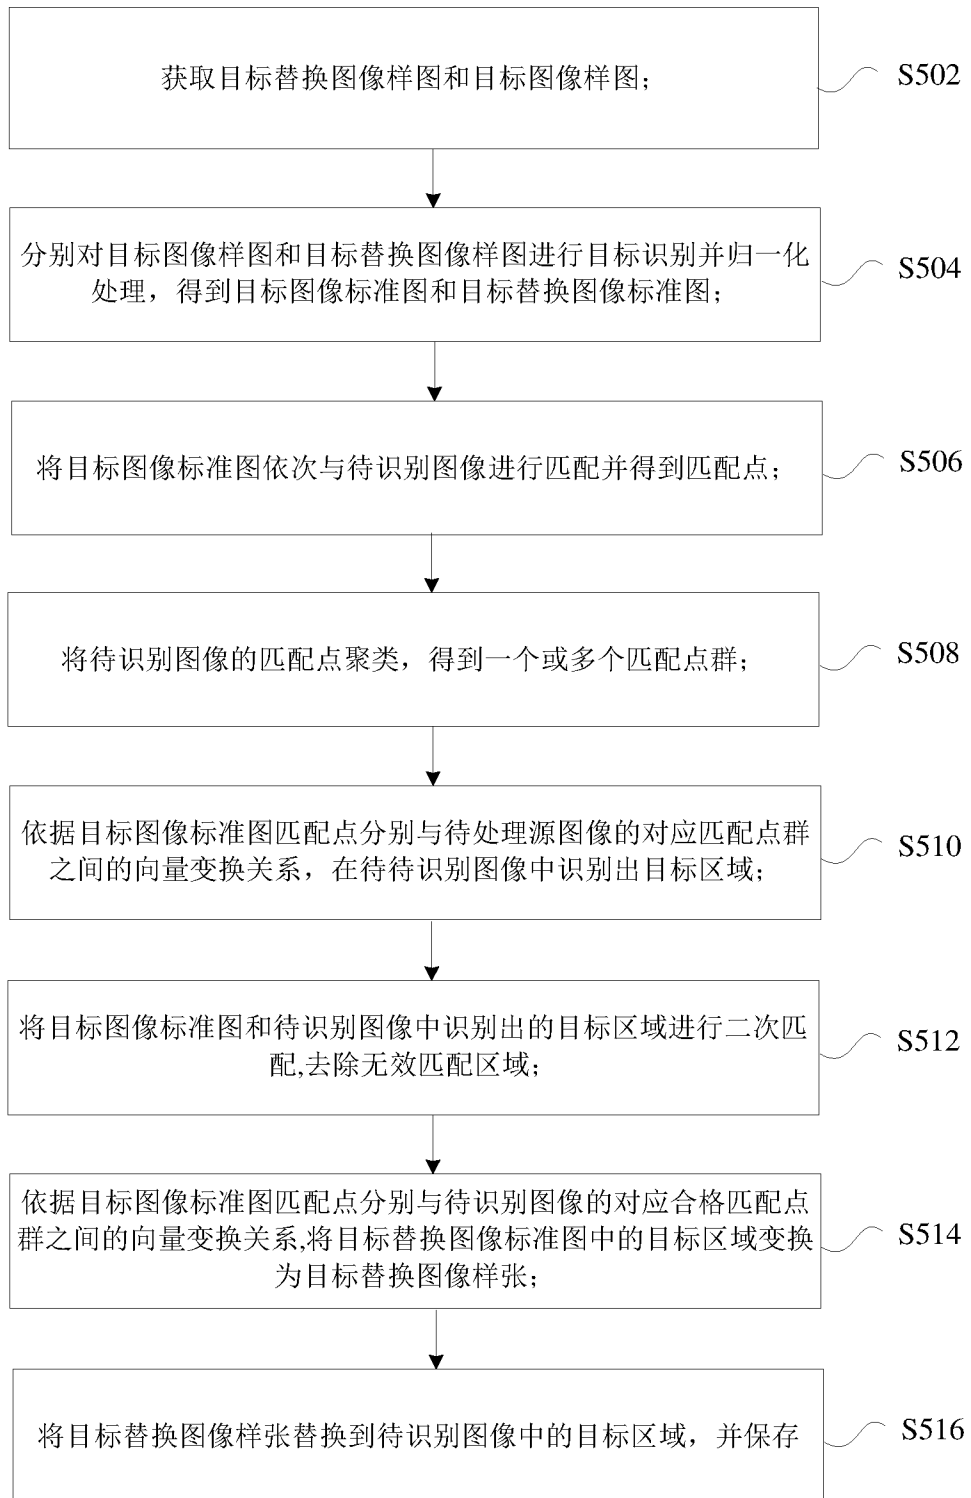 获取目标替换图像样图和目标图像样图；
S502
分别对目标图像样图和目标替换图像样图进行目标识别并归一化
处理，得到目标图像标准图和目标替换图像标准图；
S504
将目标图像标准图依次与待识别图像进行匹配并得到匹配点；
S506
将待识别图像的匹配点聚类，得到一个或多个匹配点群；
S508
依据目标图像标准图匹配点分别与待处理源图像的对应匹配点群
之间的向量变换关系，在待待识别图像中识别出目标区域；
S510
将目标图像标准图和待识别图像中识别出的目标区域进行二次匹
配,去除无效匹配区域；
S512
依据目标图像标准图匹配点分别与待识别图像的对应合格匹配点
群之间的向量变换关系,将目标替换图像标准图中的目标区域变换
为目标替换图像样张；
S514
将目标替换图像样张替换到待识别图像中的目标区域，并保存
S516